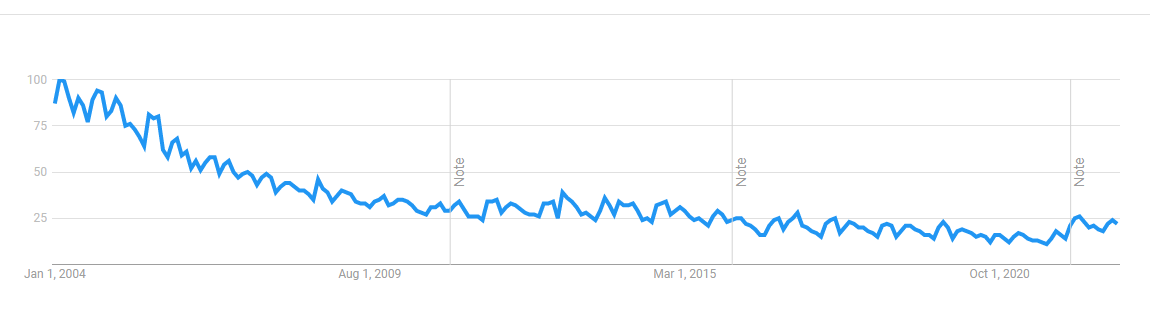 100
75
50
25
Note
Note
Note
Jan 1, 2004
Aug 1, 2009
Mar 1, 2015
Oct 1, 2020